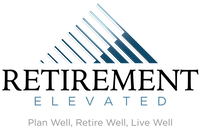 RETIREMENT
ELEVATED
Plan Well, Retire Well, Live Well